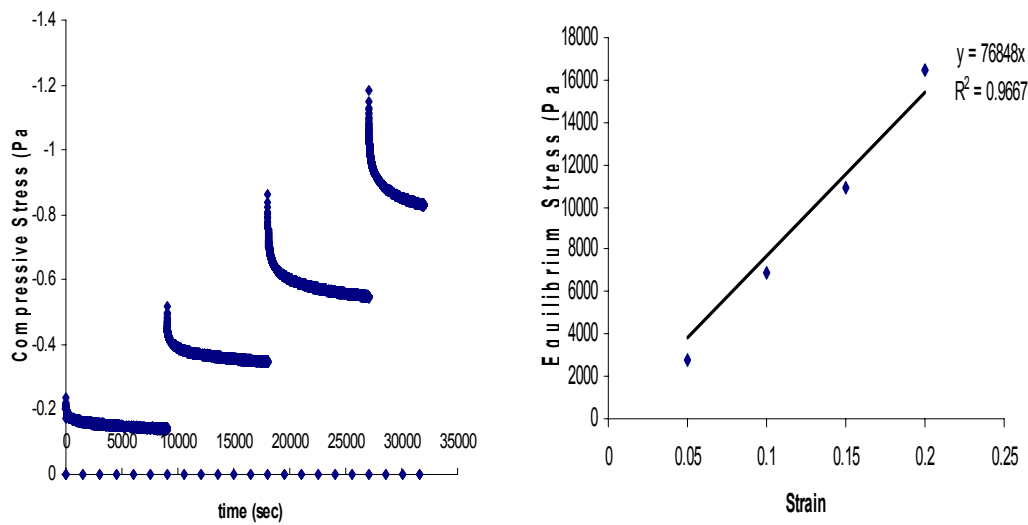 -1.4
-1.2
-1
-0.8
-0.6
-0.4
-0.2
0
Compressive Stress (Pa
0 5000 10000 15000 20000 25000 30000 35000
time (sec)
18000
16000
14000
12000
10000
8000
6000
4000
2000
0
Equilibrium Stress (Pa
y = 76848x
R² = 0.9667
0 0.05 0.1 0.15 0.2 0.25
Strain